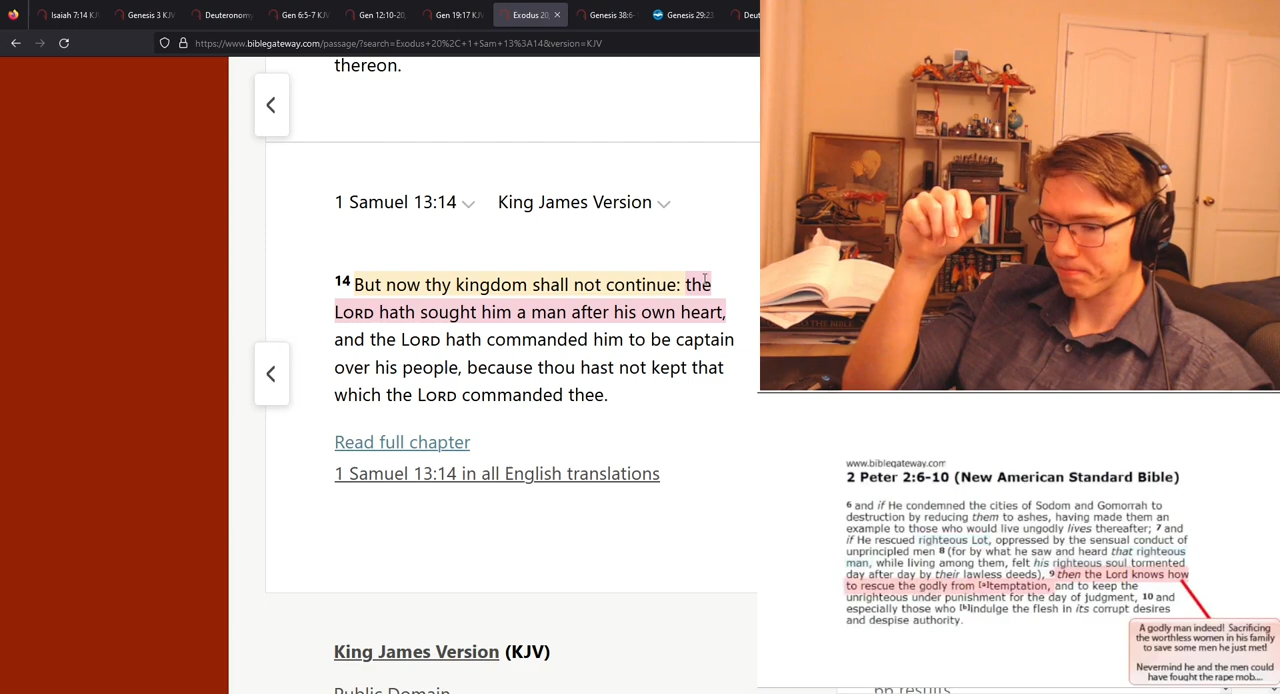 Isaiah 7:14 KJ
Genesis 3 KJV
Deuteronomy
Gen 6:5-7 KJV
Gen 12:10-20,
Gen 19:17 KJV
Exodus 20,
Genesis 38:6-
Genesis 29:23
Deut
https://www.biblegateway.com/passage/?search=Exodus+20%2C+1+Sam+13%3A14&version=KJV
thereon.
1 Samuel 13:14 King James Version
14 But now thy kingdom shall not continue: the
LORD hath sought him a man after his own heart,
and the LORD hath commanded him to be captain
over his people, because thou hast not kept that
which the LORD commanded thee.
Read full chapter
1 Samuel 13:14 in all English translations
King James Version (KJV)
Public Domain
www.biblegateway.com
2 Peter 2:6-10 (New American Standard Bible)
6 and if He condemned the cities of Sodom and Gomorrah to
destruction by reducing them to ashes, having made them an
example to those who would live ungodly lives thereafter; 7 and
if He rescued righteous Lot, oppressed by the sensual conduct of
unprincipled men 8 (for by what he saw and heard that righteous
man, while living among them, felt his righteous soul tormented
day after day by their lawless deeds), 9 then the Lord knows how
to rescue the godly from [a]temptation, and to keep the
unrighteous under punishment for the day of judgment, 10 and
especially those who [b]indulge the flesh in its corrupt desires
and despise authority.
A godly man indeed! Sacrificing
the worthless women in his family
to save some men he just met!
Nevermind he and the men could
have fought the rape mob....
66 results